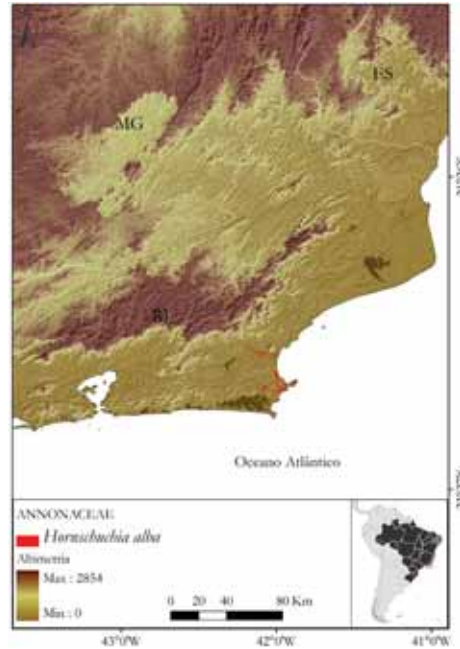 ES
MG
RJ
Oceano Atlântico
ANNONACEAE
Hornschuchia alba
Altimetria
Max : 2854
Min : 0
0 20 40 80 Km
43°0'W 42°0'W 41°0'W